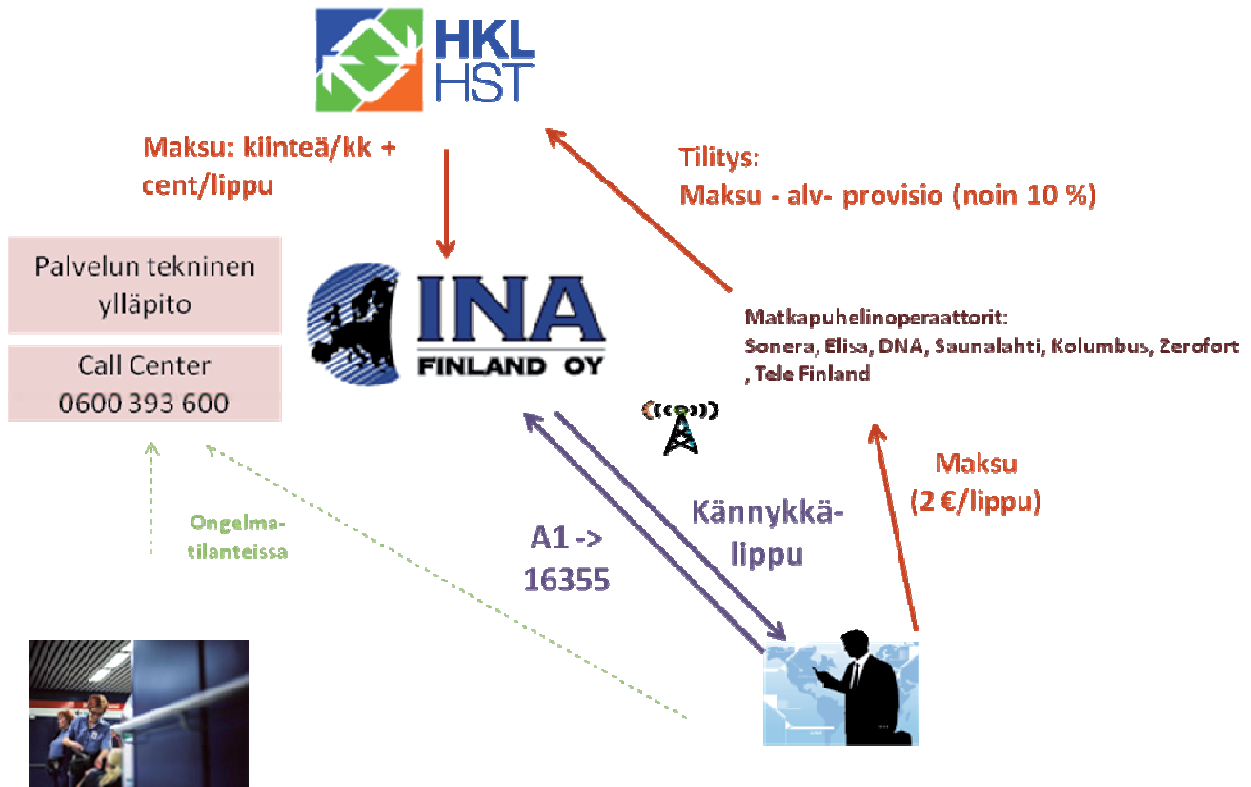 HKL
HST
Maksu: kiinteä/kk +
cent/lippu
Tilitys:
Maksu - alv- provisio (noin 10 %)
Palvelun tekninen
ylläpito
Call Center
0600 393 600
INA
FINLAND OY
Matkapuhelinoperaattorit:
Sonera, Elisa, DNA, Saunalahti, Kolumbus, Zerofort
, Tele Finland
Maksu
(2 €/lippu)
Kännykkä-
lippu
A1 ->
16355
Ongelma-
tilanteissa